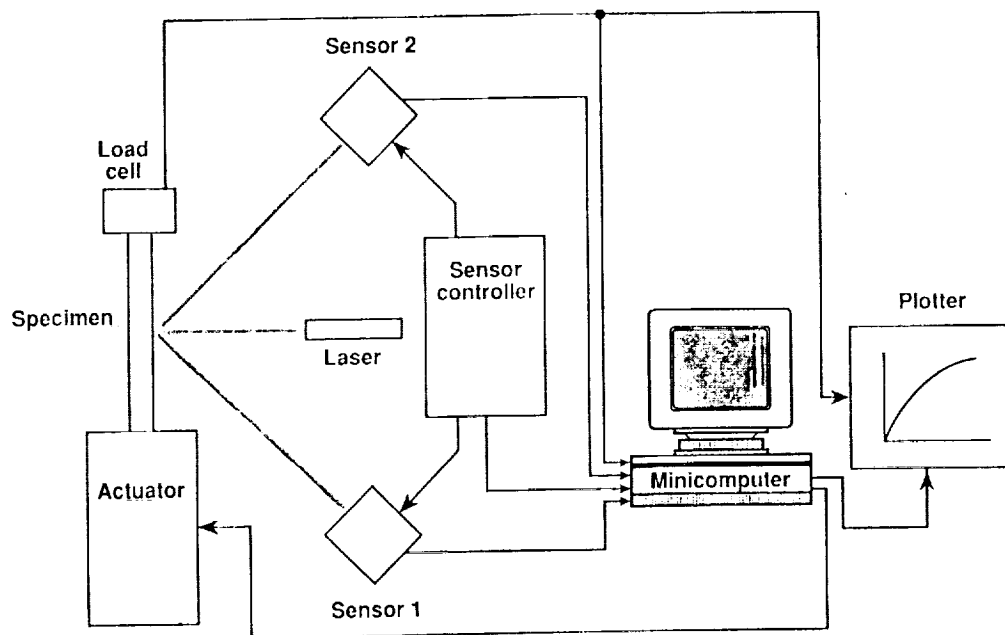 Sensor 2
Load
cell
Sensor
controller
Specimen
Laser
Plotter
Actuator
Minicomputer
Sensor 1